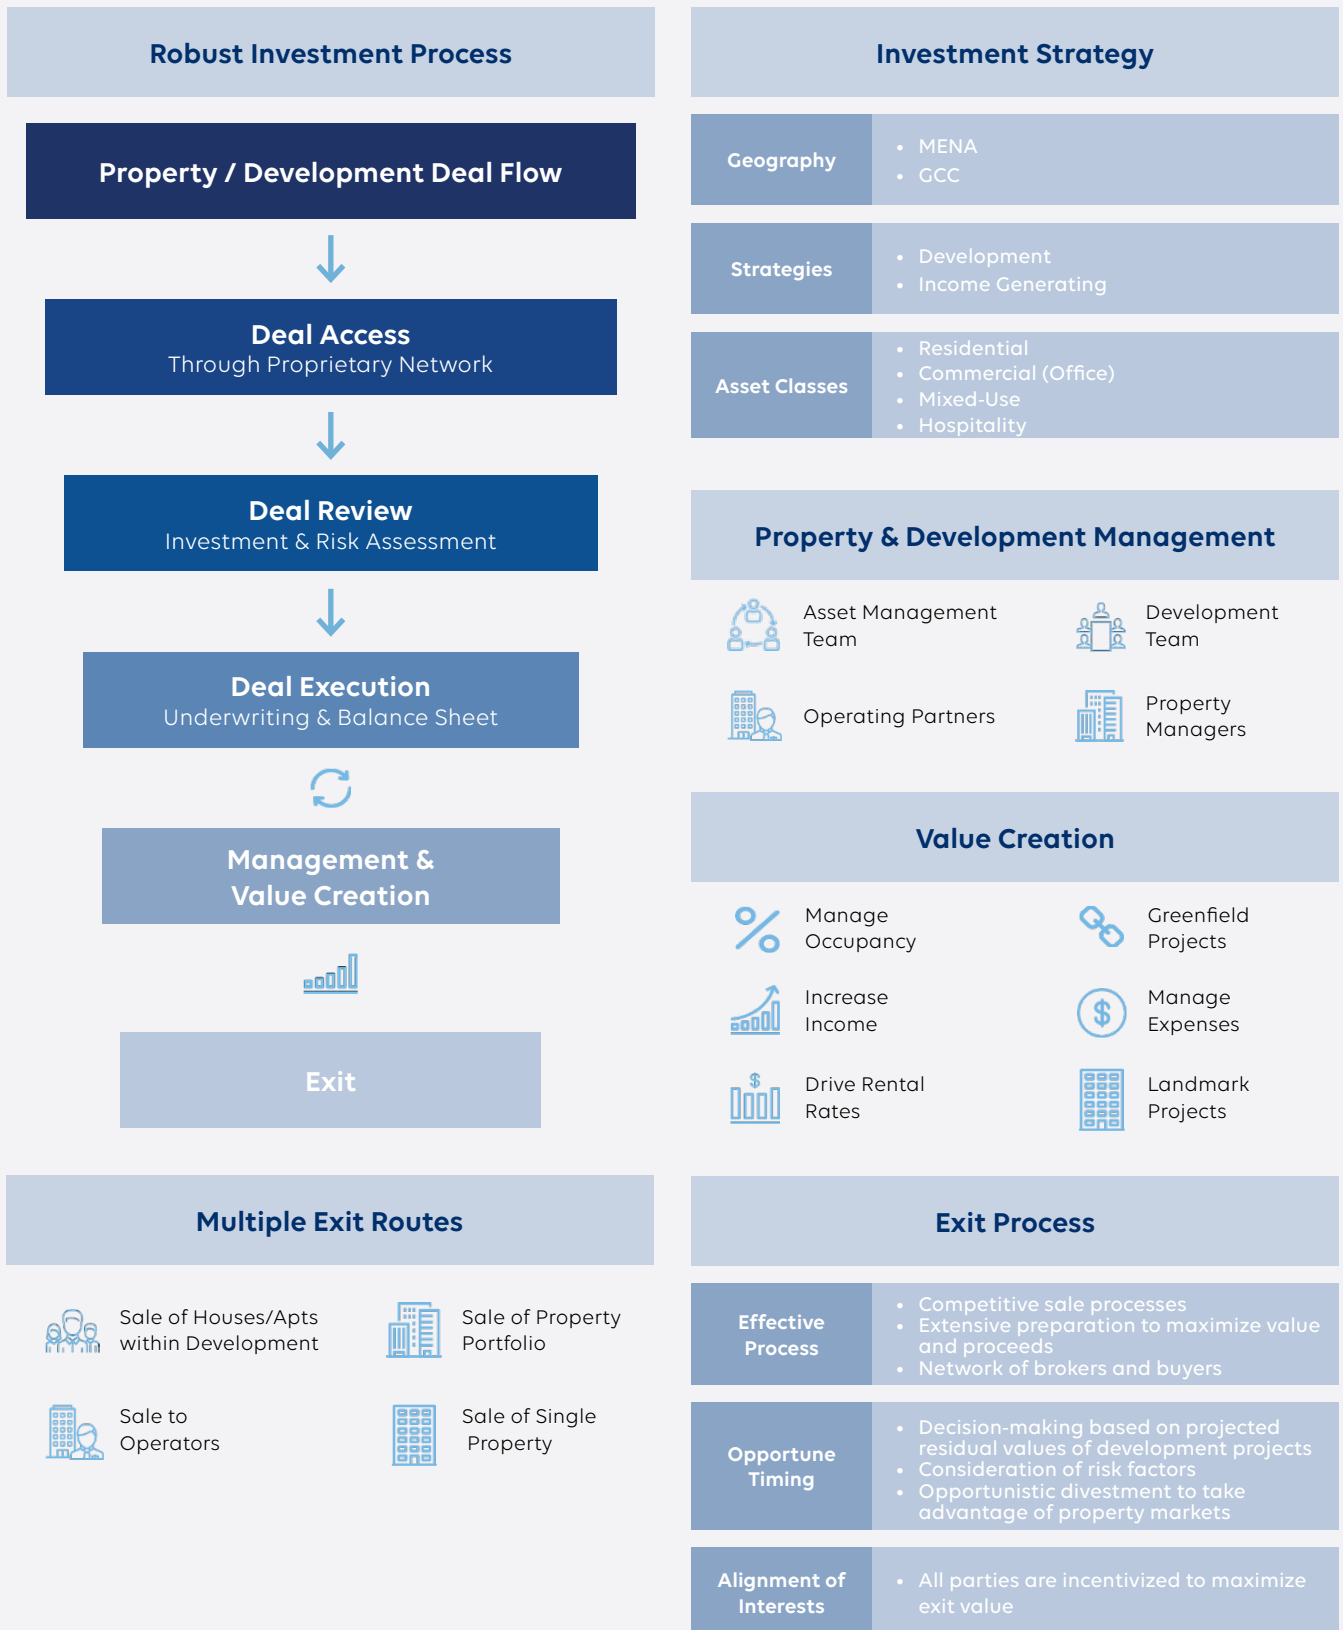 Robust Investment Process
Property / Development Deal Flow
Deal Access
Through Proprietary Network
Deal Review
Investment & Risk Assessment
Deal Execution
Underwriting & Balance Sheet
Management &
Value Creation
Exit
Multiple Exit Routes
Sale of Houses/Apts
within Development
Sale of Property
Portfolio
Sale to
Operators
Sale of Single
Property
Investment Strategy
Geography
• MENA
• GCC
Strategies
• Development
• Income Generating
Asset Classes
• Residential
• Commercial (Office)
• Mixed-Use
• Hospitality
Property & Development Management
Asset Management
Team
Development
Team
Operating Partners
Property
Managers
Value Creation
Manage
Occupancy
Greenfield
Projects
Increase
Income
Manage
Expenses
Drive Rental
Rates
Landmark
Projects
Exit Process
Effective
Process
• Competitive sale processes
• Extensive preparation to maximize value
and proceeds
• Network of brokers and buyers
Opportune
Timing
• Decision-making based on projected
residual values of development projects
• Consideration of risk factors
• Opportunistic divestment to take
advantage of property markets
Alignment of
Interests
• All parties are incentivized to maximize
exit value